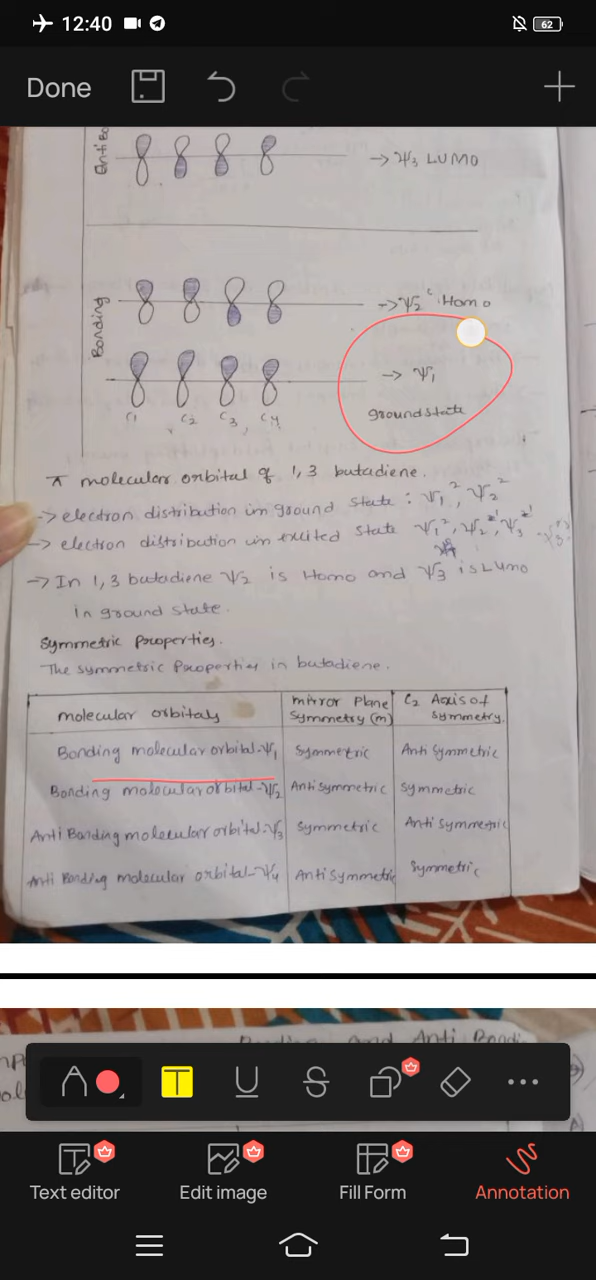 12:40
62
Done
Anti Bo
→ Ψ3 LUMO
Bonding
→ Ψ2 Homo
→ Ψ1
groundstate
C1 C2 C3 C4
π molecular orbital of 1,3 butadiene.
→ electron distribution in ground state : Ψ1², Ψ2²
→ electron distribution in excited state Ψ1², Ψ2¹, Ψ3¹
→ In 1,3 butadiene Ψ2 is Homo and Ψ3 is LUmo
in ground state.
Symmetric Properties.
The symmetric Properties in butadiene.
molecular orbitals mirror Plane Symmetry (m) C2 Axis of Symmetry.
Bonding molecular orbital-Ψ1 Symmetric Anti Symmetric
Bonding molecular orbital-Ψ2 Antisymmetric Symmetric
Anti Bonding molecular orbital-Ψ3 Symmetric Anti Symmetric
Anti Bonding molecular orbital-Ψ4 Antisymmetric Symmetric
and Anti Bondi
T U S
Text editor Edit image Fill Form Annotation